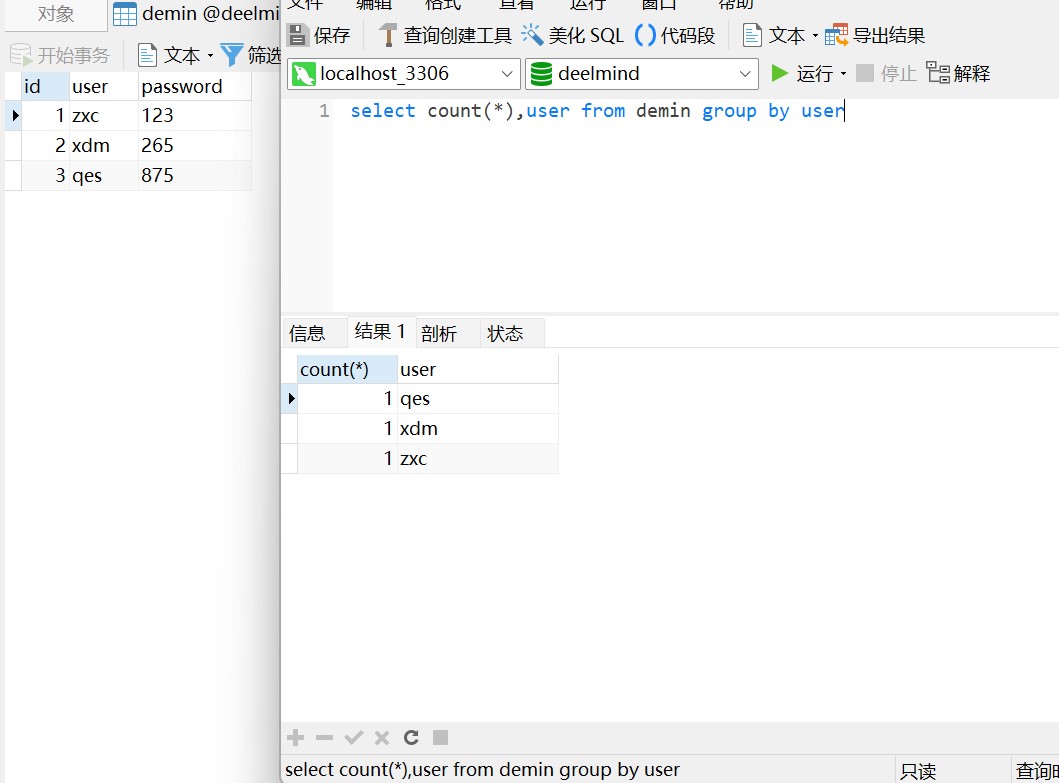 对象
demin @deelmi
开始事务
文本
筛选
id user password
1 zxc 123
2 xdm 265
3 qes 875
文件 编辑 格式 查看 运行 窗口 帮助
保存 查询创建工具 美化 SQL () 代码段 文本 导出结果
localhost_3306 deelmind 运行 停止 解释
1 select count(*),user from demin group by user
信息 结果 1 剖析 状态
count(*) user
1 qes
1 xdm
1 zxc
select count(*),user from demin group by user
只读
查询时